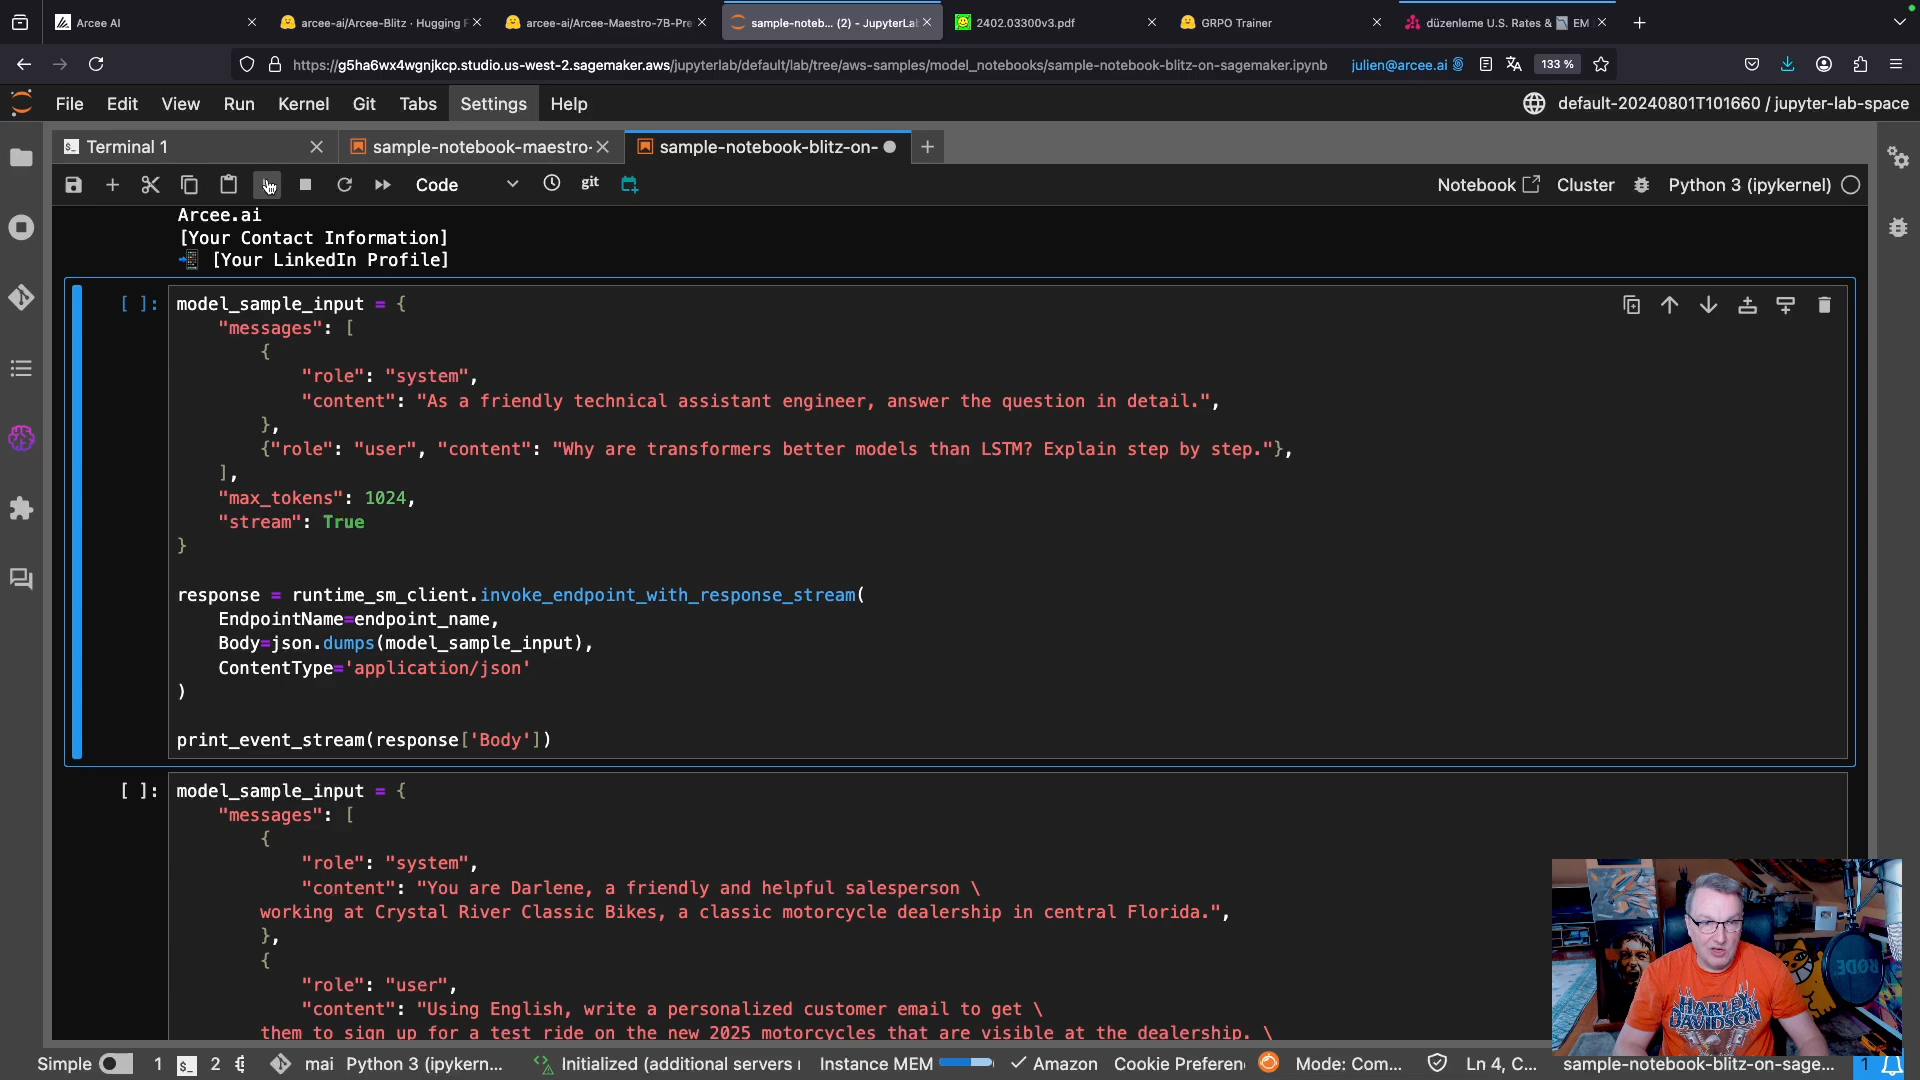 Arcee AI
arcee-ai/Arcee-Blitz · Hugging F
arcee-ai/Arcee-Maestro-7B-Pre
sample-noteb... (2) - JupyterLa
2402.03300v3.pdf
GRPO Trainer
düzenleme U.S. Rates & EM
https://g5ha6wx4wgnjkcp.studio.us-west-2.sagemaker.aws/jupyterlab/default/lab/tree/aws-samples/model_notebooks/sample-notebook-blitz-on-sagemaker.ipynb
julien@arcee.ai
133 %
File Edit View Run Kernel Git Tabs Settings Help
default-20240801T101660 / jupyter-lab-space
Terminal 1
sample-notebook-maestro-
sample-notebook-blitz-on-
Code
git
Notebook
Cluster
Python 3 (ipykernel)
Arcee.ai
[Your Contact Information]
[Your LinkedIn Profile]
[ ]: model_sample_input = {
"messages": [
{
"role": "system",
"content": "As a friendly technical assistant engineer, answer the question in detail.",
},
{"role": "user", "content": "Why are transformers better models than LSTM? Explain step by step."},
],
"max_tokens": 1024,
"stream": True
}
response = runtime_sm_client.invoke_endpoint_with_response_stream(
EndpointName=endpoint_name,
Body=json.dumps(model_sample_input),
ContentType='application/json'
)
print_event_stream(response['Body'])
[ ]: model_sample_input = {
"messages": [
{
"role": "system",
"content": "You are Darlene, a friendly and helpful salesperson \
working at Crystal River Classic Bikes, a classic motorcycle dealership in central Florida.",
},
{
"role": "user",
"content": "Using English, write a personalized customer email to get \
them to sign up for a test ride on the new 2025 motorcycles that are visible at the dealership. \
RØDE
HARLEY
DAVIDSON
Simple
1
2
mai
Python 3 (ipykern...
Initialized (additional servers
Instance MEM
Amazon
Cookie Preferen
Mode: Com...
Ln 4, C...
sample-notebook-blitz-on-sage...
1